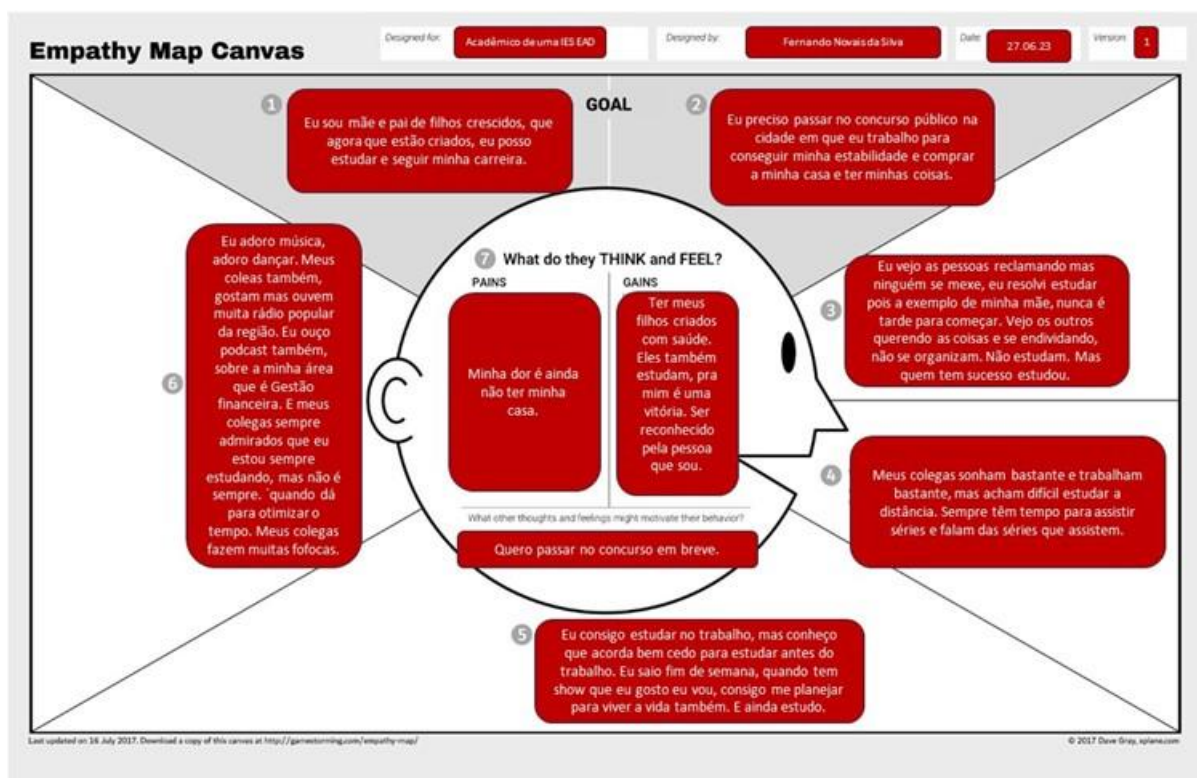 Empathy Map Canvas
Designed for:
Acadêmico de uma IES EAD
Designed by:
Fernando Novais da Silva
Date:
27.06.23
Version:
1
1
Eu sou mãe e pai de filhos crescidos, que
agora que estão criados, eu posso
estudar e seguir minha carreira.
GOAL
2
Eu preciso passar no concurso público na
cidade em que eu trabalho para
conseguir minha estabilidade e comprar
a minha casa e ter minhas coisas.
3
Eu vejo as pessoas reclamando mas
ninguém se mexe, eu resolvi estudar
pois a exemplo de minha mãe, nunca é
tarde para começar. Vejo os outros
querendo as coisas e se endividando,
não se organizam. Não estudam. Mas
quem tem sucesso estudou.
4
Meus colegas sonham bastante e trabalham
bastante, mas acham difícil estudar a
distância. Sempre têm tempo para assistir
séries e falam das séries que assistem.
5
Eu consigo estudar no trabalho, mas conheço
que acorda bem cedo para estudar antes do
trabalho. Eu saio fim de semana, quando tem
show que eu gosto eu vou, consigo me planejar
para viver a vida também. E ainda estudo.
6
Eu adoro música,
adoro dançar. Meus
coleas também,
gostam mas ouvem
muita rádio popular
da região. Eu ouço
podcast também,
sobre a minha área
que é Gestão
financeira. E meus
colegas sempre
admirados que eu
estou sempre
estudando, mas não é
sempre. ´quando dá
para otimizar o
tempo. Meus colegas
fazem muitas fofocas.
7
What do they THINK and FEEL?
PAINS
Minha dor é ainda
não ter minha
casa.
GAINS
Ter meus
filhos criados
com saúde.
Eles também
estudam, pra
mim é uma
vitória. Ser
reconhecido
pela pessoa
que sou.
What other thoughts and feelings might motivate their behavior?
Quero passar no concurso em breve.
Last updated on 16 July 2017. Download a copy of this canvas at http://gamestorming.com/empathy-map/
© 2017 Dave Gray, xplane.com